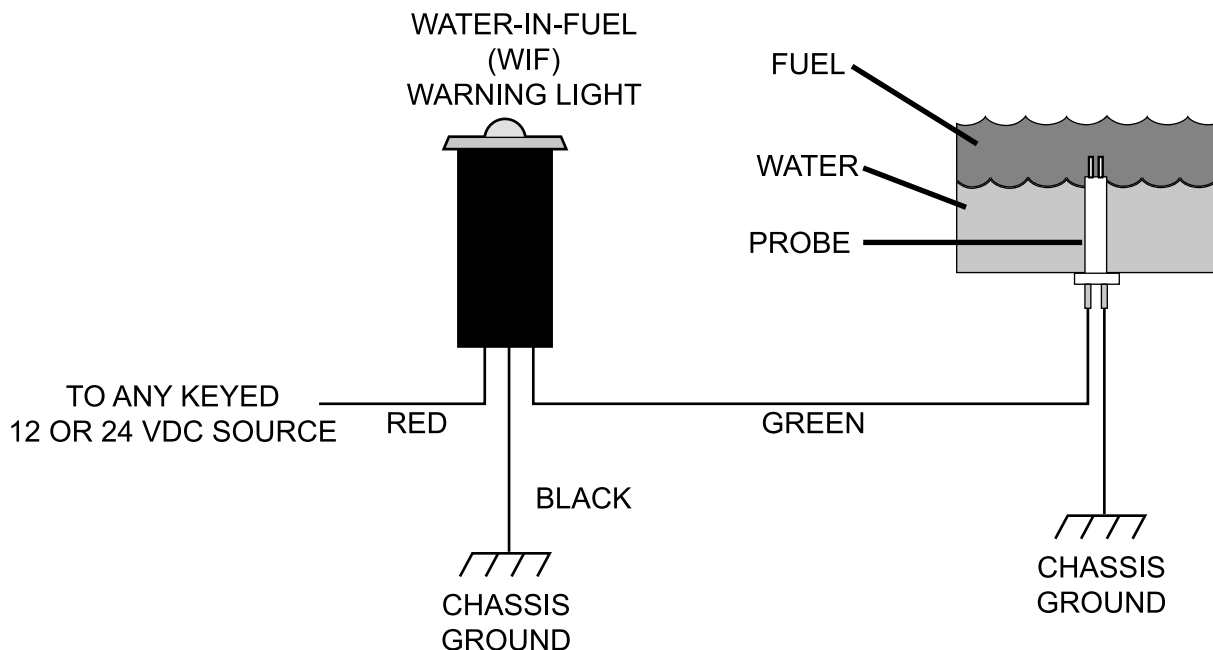 WATER-IN-FUEL
(WIF)
WARNING LIGHT
FUEL
WATER
PROBE
TO ANY KEYED
12 OR 24 VDC SOURCE
RED
GREEN
BLACK
CHASSIS
GROUND
CHASSIS
GROUND